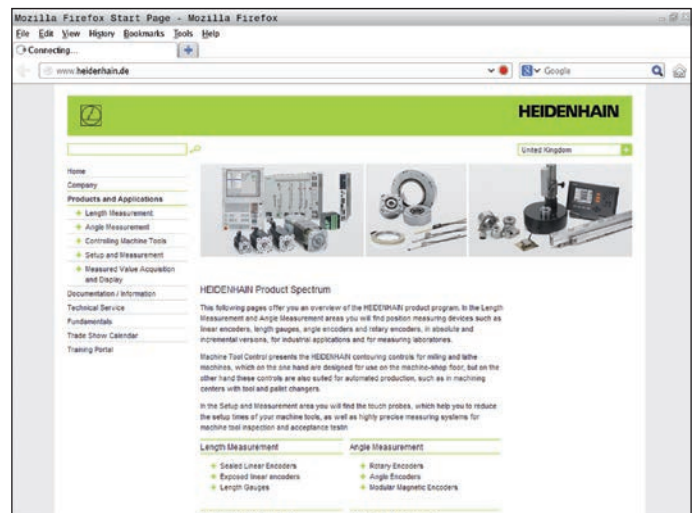 Mozilla Firefox Start Page - Mozilla Firefox
File Edit View History Bookmarks Tools Help
Connecting...
www.heidenhain.de
Google
HEIDENHAIN
United Kingdom
Home
Company
Products and Applications
Length Measurement
Angle Measurement
Controlling Machine Tools
Setup and Measurement
Measured Value Acquisition
and Display
Documentation / Information
Technical Service
Fundamentals
Trade Show Calendar
Training Portal
HEIDENHAIN Product Spectrum
This following pages offer you an overview of the HEIDENHAIN product program. In the Length
Measurement and Angle Measurement areas you will find position measuring devices such as
linear encoders, length gauges, angle encoders and rotary encoders, in absolute and
incremental versions, for industrial applications and for measuring laboratories.
Machine Tool Control presents the HEIDENHAIN contouring controls for milling and lathe
machines, which on the one hand are designed for use on the machine-shop floor, but on the
other hand these controls are also suited for automated production, such as in machining
centers with tool and pallet changers.
In the Setup and Measurement area you will find the touch probes, which help you to reduce
the setup times of your machine tools, as well as highly precise measuring systems for
machine tool inspection and acceptance testin
Length Measurement
Sealed Linear Encoders
Exposed linear encoders
Length Gauges
Angle Measurement
Rotary Encoders
Angle Encoders
Modular Magnetic Encoders